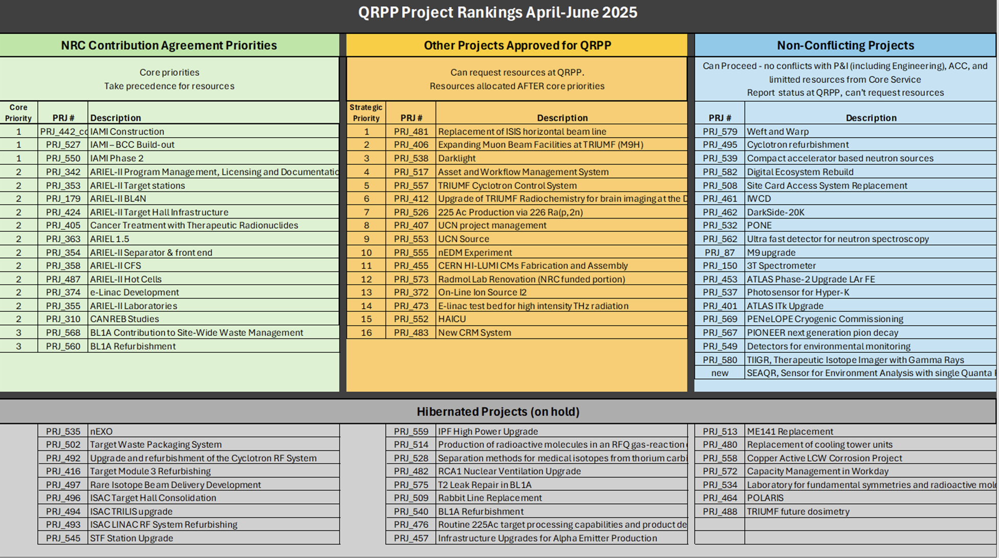 QRPP Project Rankings April-June 2025
NRC Contribution Agreement Priorities
Core priorities
Take precedence for resources
Core Priority PRJ # Description
1 PRJ_442_cc IAMI Construction
1 PRJ_527 IAMI – BCC Build-out
1 PRJ_550 IAMI Phase 2
2 PRJ_342 ARIEL-II Program Management, Licensing and Documentatio
2 PRJ_353 ARIEL-II Target stations
2 PRJ_179 ARIEL-II BL4N
2 PRJ_424 ARIEL-II Target Hall Infrastructure
2 PRJ_405 Cancer Treatment with Therapeutic Radionuclides
2 PRJ_363 ARIEL 1.5
2 PRJ_354 ARIEL-II Separator & front end
2 PRJ_358 ARIEL-II CFS
2 PRJ_487 ARIEL-II Hot Cells
2 PRJ_374 e-Linac Development
2 PRJ_355 ARIEL-II Laboratories
2 PRJ_310 CANREB Studies
3 PRJ_568 BL1A Contribution to Site-Wide Waste Management
3 PRJ_560 BL1A Refurbishment
Other Projects Approved for QRPP
Can request resources at QRPP.
Resources allocated AFTER core priorities
Strategic Priority PRJ # Description
1 PRJ_481 Replacement of ISIS horizontal beam line
2 PRJ_406 Expanding Muon Beam Facilities at TRIUMF (M9H)
3 PRJ_538 Darklight
4 PRJ_517 Asset and Workflow Management System
5 PRJ_557 TRIUMF Cyclotron Control System
6 PRJ_412 Upgrade of TRIUMF Radiochemistry for brain imaging at the D
7 PRJ_526 225 Ac Production via 226 Ra(p,2n)
8 PRJ_407 UCN project management
9 PRJ_553 UCN Source
10 PRJ_555 nEDM Experiment
11 PRJ_455 CERN HI-LUMI CMs Fabrication and Assembly
12 PRJ_573 Radmol Lab Renovation (NRC funded portion)
13 PRJ_372 On-Line Ion Source I2
14 PRJ_473 E-linac test bed for high intensity THz radiation
15 PRJ_552 HAICU
16 PRJ_483 New CRM System
Non-Conflicting Projects
Can Proceed - no conflicts with P&I (including Engineering), ACC, and
limitted resources from Core Service
Report status at QRPP, can't request resources
PRJ # Description
PRJ_579 Weft and Warp
PRJ_495 Cyclotron refurbishment
PRJ_539 Compact accelerator based neutron sources
PRJ_582 Digital Ecosystem Rebuild
PRJ_508 Site Card Access System Replacement
PRJ_461 IWCD
PRJ_462 DarkSide-20K
PRJ_532 PONE
PRJ_562 Ultra fast detector for neutron spectroscopy
PRJ_87 M9 upgrade
PRJ_150 3T Spectrometer
PRJ_453 ATLAS Phase-2 Upgrade LAr FE
PRJ_537 Photosensor for Hyper-K
PRJ_401 ATLAS ITk Upgrade
PRJ_569 PENeLOPE Cryogenic Commissioning
PRJ_567 PIONEER next generation pion decay
PRJ_549 Detectors for environmental monitoring
PRJ_580 TIIGR, Therapeutic Isotope Imager with Gamma Rays
new SEAQR, Sensor for Environment Analysis with single Quanta
Hibernated Projects (on hold)
PRJ_535 nEXO
PRJ_502 Target Waste Packaging System
PRJ_492 Upgrade and refurbishment of the Cyclotron RF System
PRJ_416 Target Module 3 Refurbishing
PRJ_497 Rare Isotope Beam Delivery Development
PRJ_496 ISAC Target Hall Consolidation
PRJ_494 ISAC TRILIS upgrade
PRJ_493 ISAC LINAC RF System Refurbishing
PRJ_545 STF Station Upgrade
PRJ_559 IPF High Power Upgrade
PRJ_514 Production of radioactive molecules in an RFQ gas-reaction
PRJ_528 Separation methods for medical isotopes from thorium carbi
PRJ_482 RCA1 Nuclear Ventilation Upgrade
PRJ_575 T2 Leak Repair in BL1A
PRJ_509 Rabbit Line Replacement
PRJ_540 BL1A Refurbishment
PRJ_476 Routine 225Ac target processing capabilities and product de
PRJ_457 Infrastructure Upgrades for Alpha Emitter Production
PRJ_513 ME141 Replacement
PRJ_480 Replacement of cooling tower units
PRJ_558 Copper Active LCW Corrosion Project
PRJ_572 Capacity Management in Workday
PRJ_534 Laboratory for fundamental symmetries and radioactive mole
PRJ_464 POLARIS
PRJ_488 TRIUMF future dosimetry